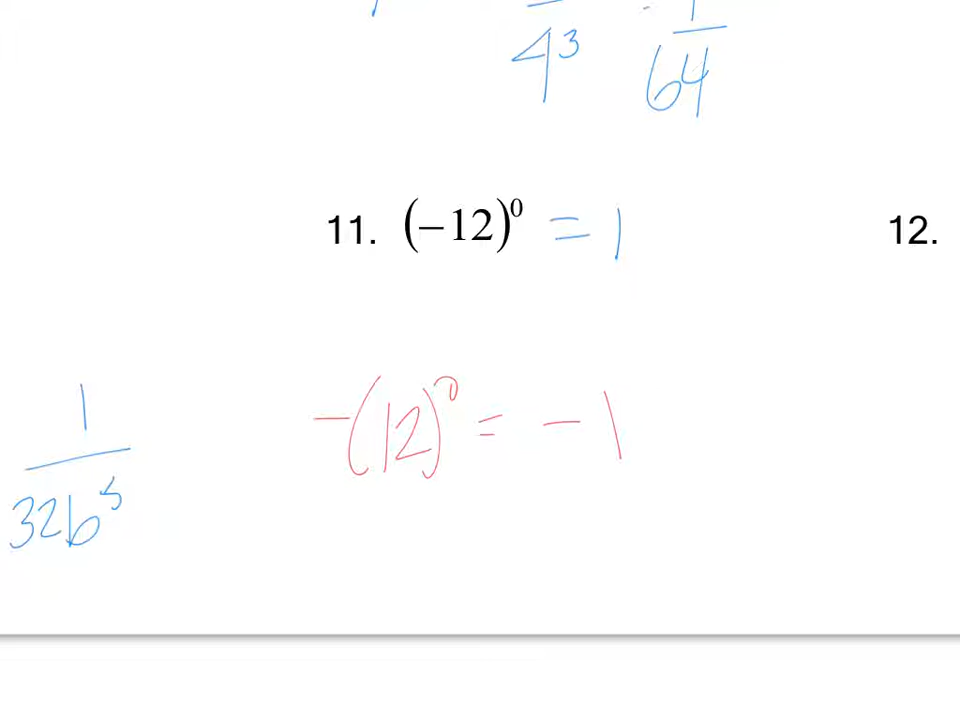 4³ 64
11. (−12)⁰ = 1
12.
−(12)⁰ = −1
1
32b⁵